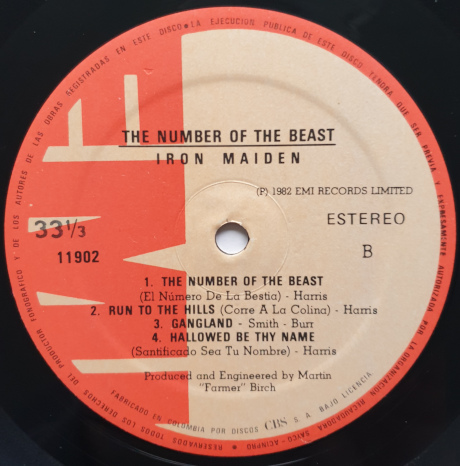 THE NUMBER OF THE BEAST
IRON MAIDEN
(P) 1982 EMI RECORDS LIMITED
33 1/3
ESTEREO
11902
B
1. THE NUMBER OF THE BEAST
(El Número De La Bestia) - Harris
2. RUN TO THE HILLS (Corre A La Colina) - Harris
3. GANGLAND - Smith - Burr
4. HALLOWED BE THY NAME
(Santificado Sea Tu Nombre) - Harris
Produced and Engineered by Martin
"Farmer" Birch
FABRICADO EN COLOMBIA POR DISCOS CBS S. A. BAJO LICENCIA
RESERVADOS TODOS LOS DERECHOS DEL PRODUCTOR FONOGRAFICO Y DE LOS AUTORES DE LAS OBRAS REGISTRADAS EN ESTE DISCO • LA EJECUCION PUBLICA DE ESTE DISCO TENDRA QUE SER PREVIA Y EXPRESAMENTE AUTORIZADA POR LA ORGANIZACION RECAUDADORA SAYCO - ACINPRO
EMI